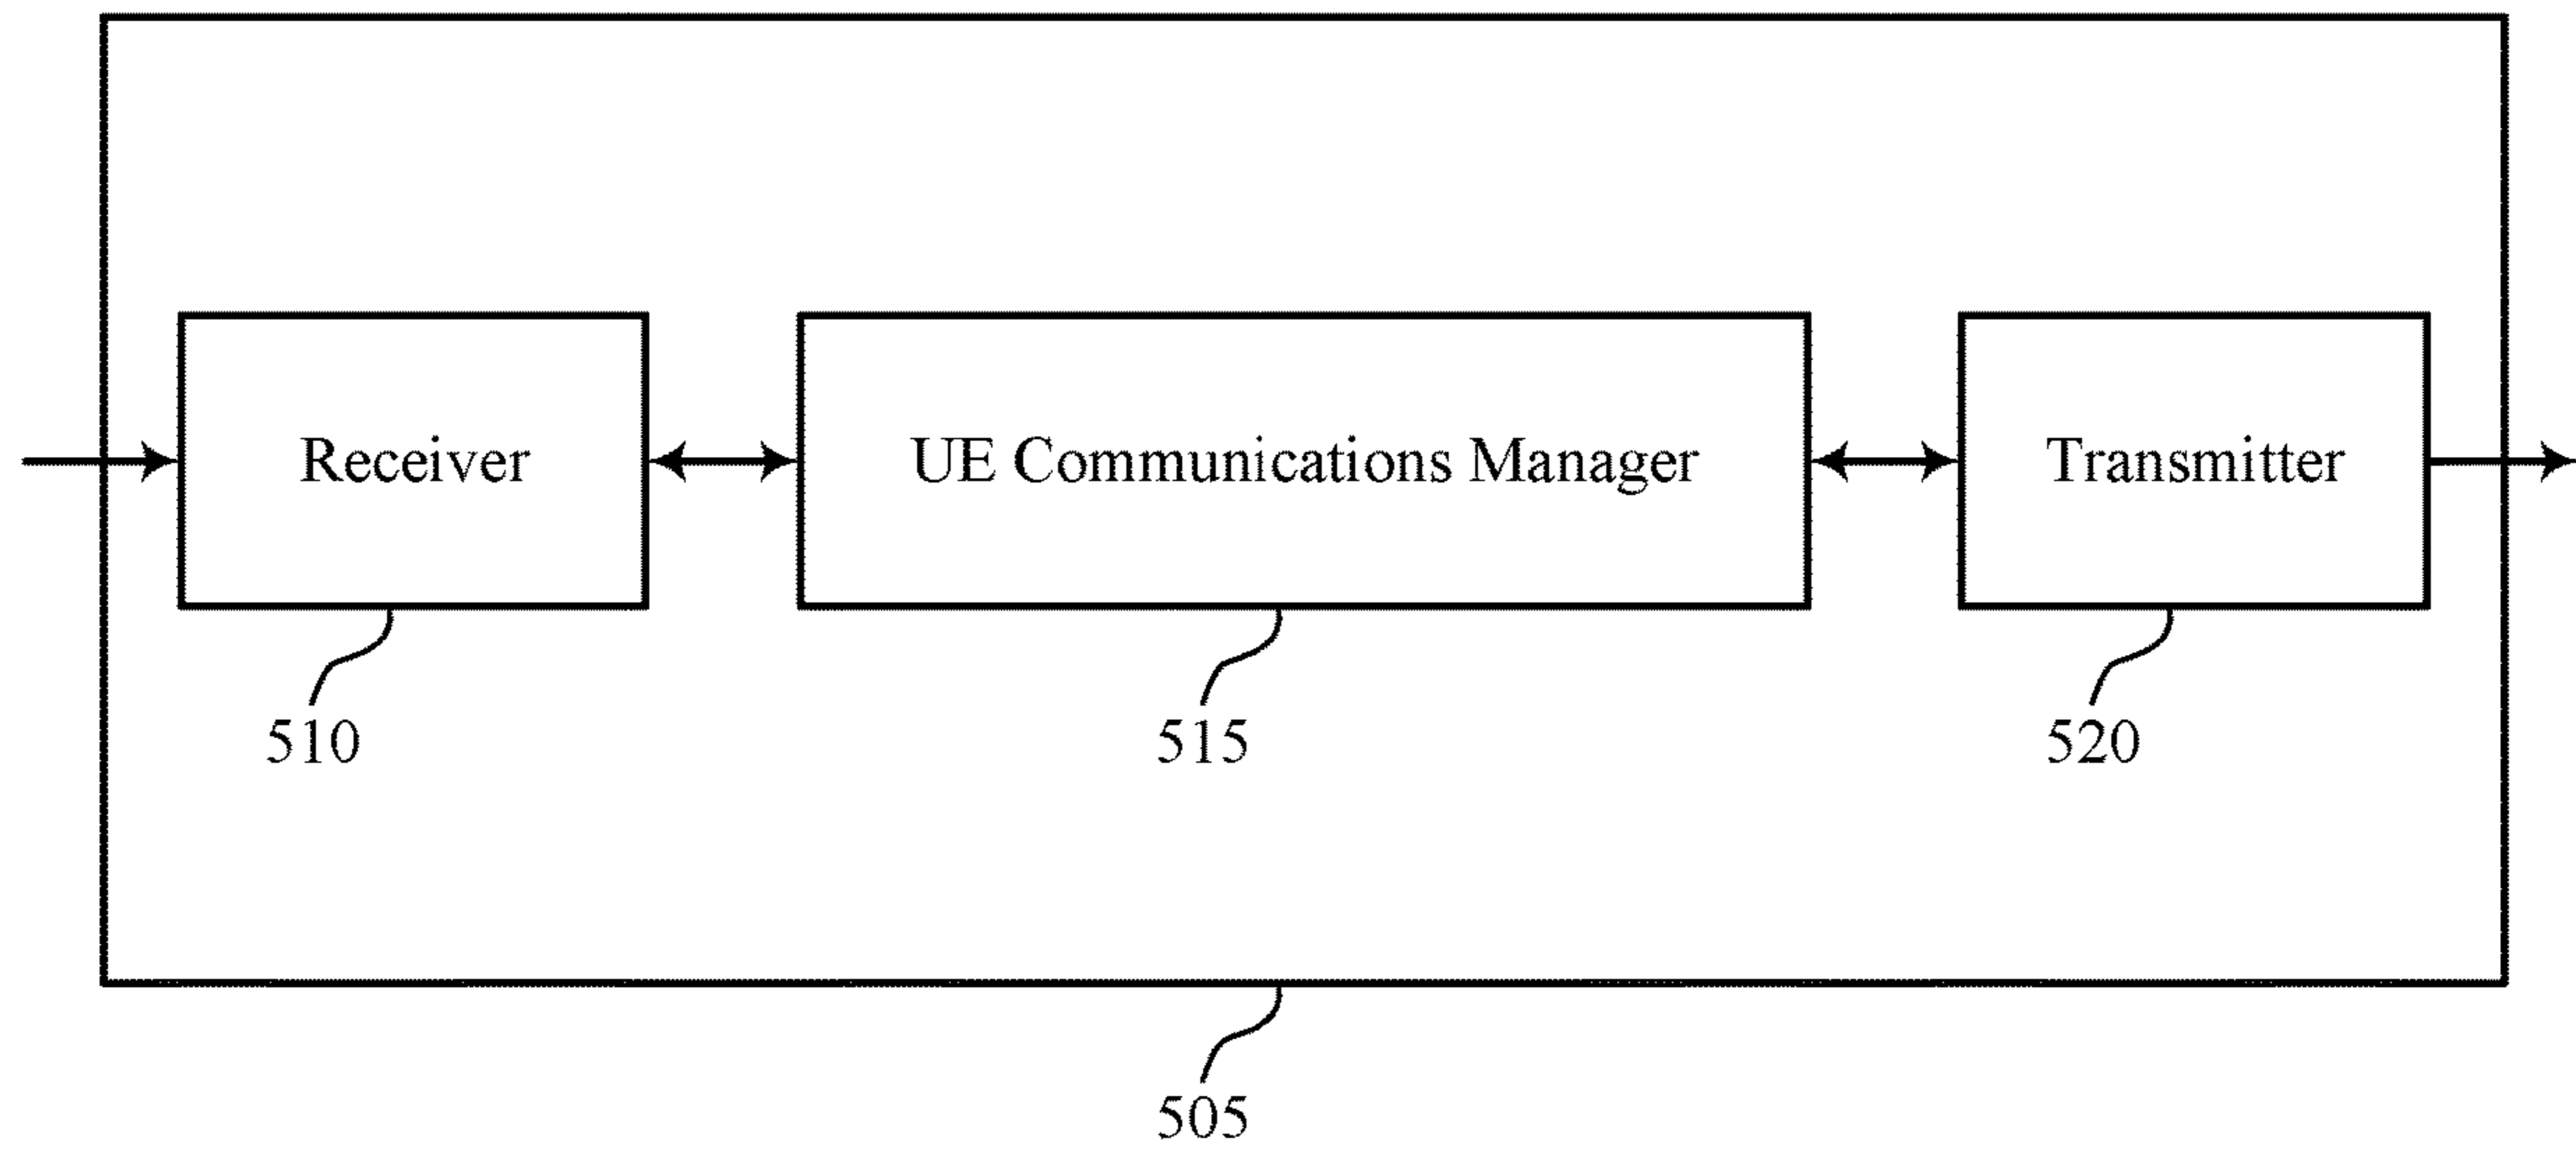 Receiver
UE Communications Manager
Transmitter
510
515
520
505